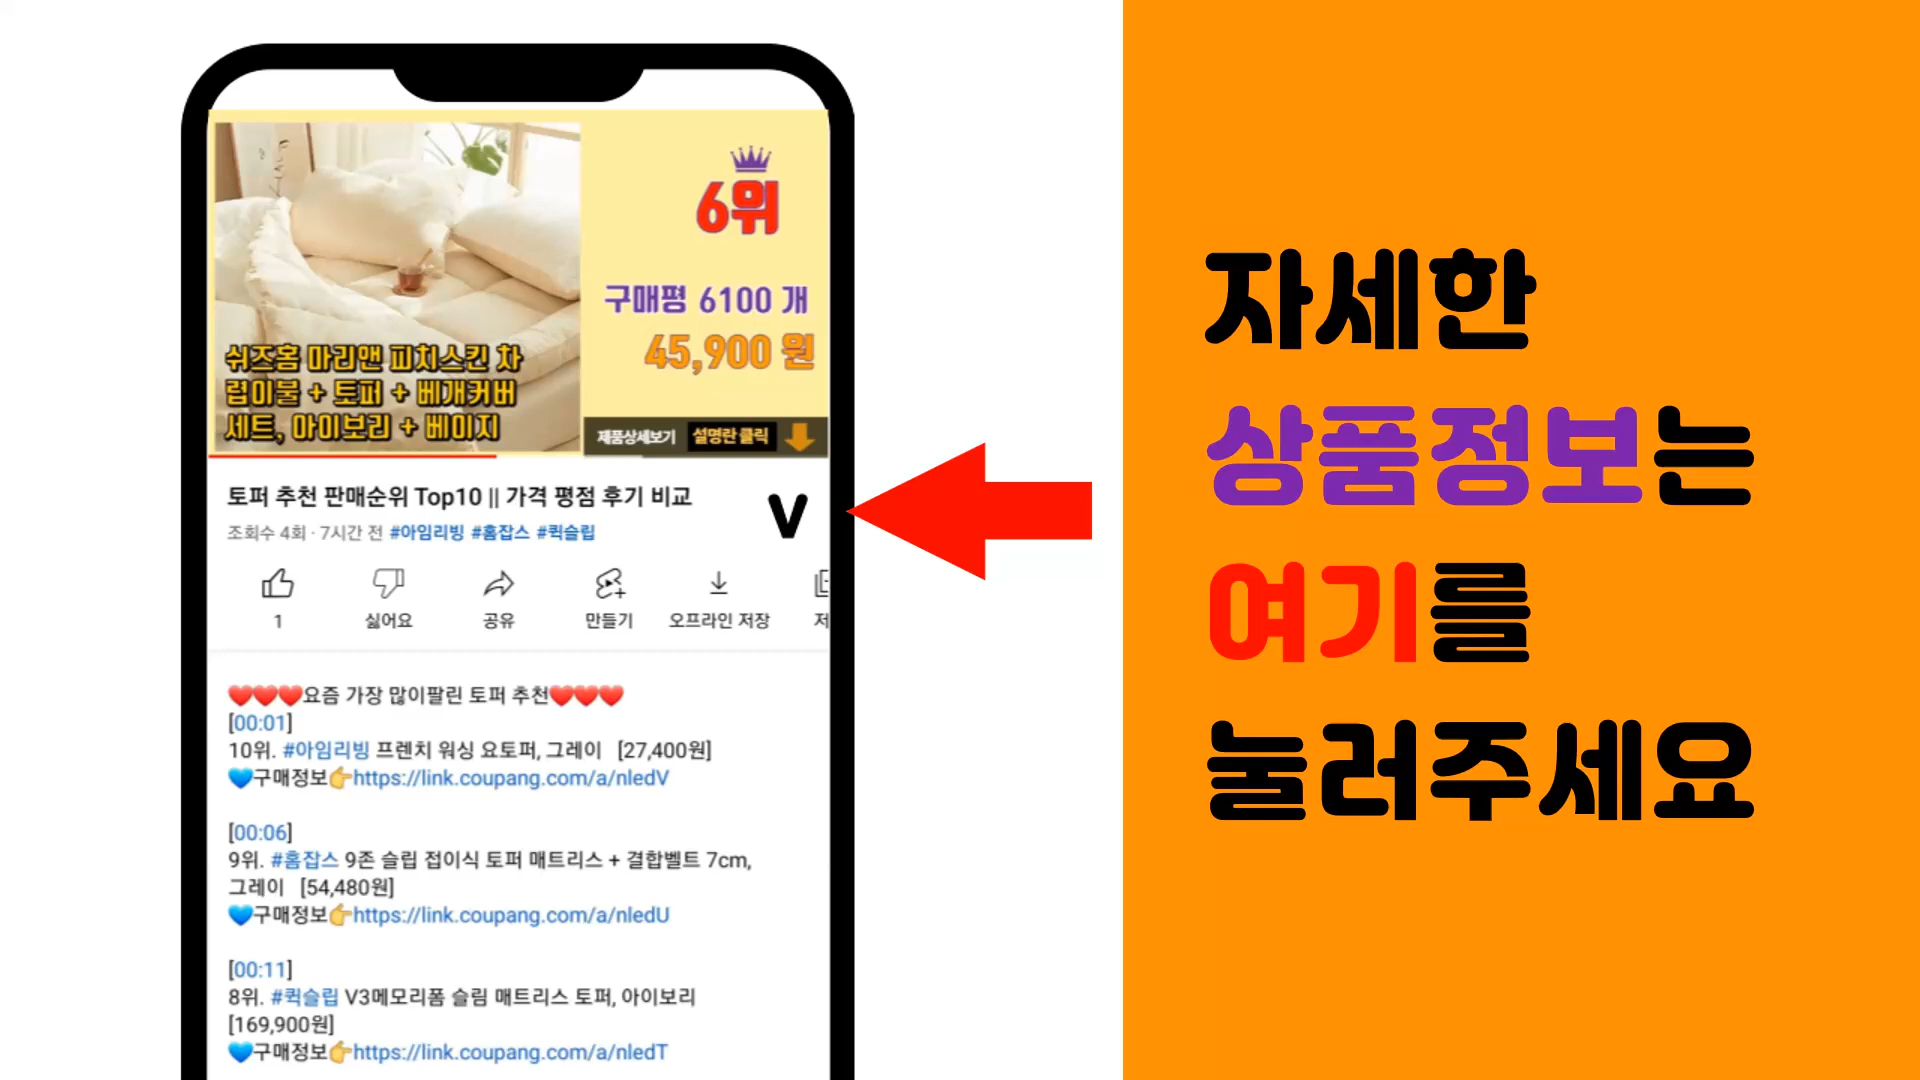 6위
구매평 6100 개
45,900 원
쉬즈홈 마리앤 피치스킨 차
렵이불 + 토퍼 + 베개커버
세트, 아이보리 + 베이지
제품상세보기 설명란 클릭
토퍼 추천 판매순위 Top10 || 가격 평점 후기 비교
V
조회수 4회 · 7시간 전 #아임리빙 #홈잡스 #퀵슬립
1 싫어요 공유 만들기 오프라인 저장 저
❤️❤️❤️요즘 가장 많이팔린 토퍼 추천❤️❤️❤️
[00:01]
10위. #아임리빙 프렌치 워싱 요토퍼, 그레이 [27,400원]
💙구매정보👉https://link.coupang.com/a/nledV
[00:06]
9위. #홈잡스 9존 슬립 접이식 토퍼 매트리스 + 결합벨트 7cm,
그레이 [54,480원]
💙구매정보👉https://link.coupang.com/a/nledU
[00:11]
8위. #퀵슬립 V3메모리폼 슬림 매트리스 토퍼, 아이보리
[169,900원]
💙구매정보👉https://link.coupang.com/a/nledT
자세한
상품정보는
여기를
눌러주세요